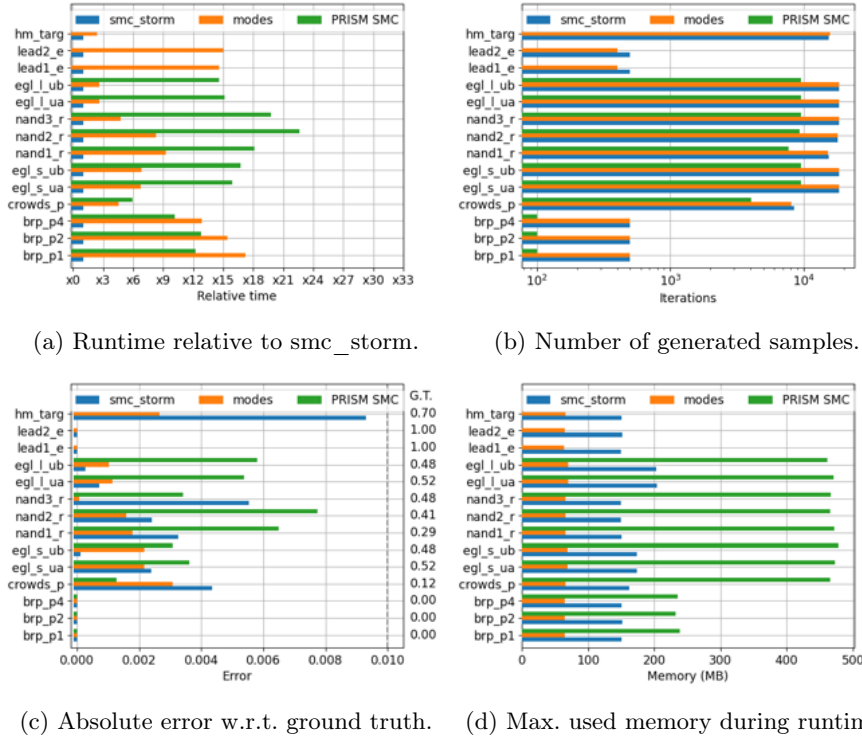 smc_storm modes PRISM SMC
hm_targ
lead2_e
lead1_e
egl_l_ub
egl_l_ua
nand3_r
nand2_r
nand1_r
egl_s_ub
egl_s_ua
crowds_p
brp_p4
brp_p2
brp_p1
x0 x3 x6 x9 x12 x15 x18 x21 x24 x27 x30 x33
Relative time
(a) Runtime relative to smc_storm.
smc_storm modes PRISM SMC
hm_targ
lead2_e
lead1_e
egl_l_ub
egl_l_ua
nand3_r
nand2_r
nand1_r
egl_s_ub
egl_s_ua
crowds_p
brp_p4
brp_p2
brp_p1
10² 10³ 10⁴
Iterations
(b) Number of generated samples.
smc_storm modes PRISM SMC G.T.
hm_targ 0.70
lead2_e 1.00
lead1_e 1.00
egl_l_ub 0.48
egl_l_ua 0.52
nand3_r 0.48
nand2_r 0.41
nand1_r 0.29
egl_s_ub 0.48
egl_s_ua 0.52
crowds_p 0.12
brp_p4 0.00
brp_p2 0.00
brp_p1 0.00
0.000 0.002 0.004 0.006 0.008 0.010
Error
(c) Absolute error w.r.t. ground truth.
smc_storm modes PRISM SMC
hm_targ
lead2_e
lead1_e
egl_l_ub
egl_l_ua
nand3_r
nand2_r
nand1_r
egl_s_ub
egl_s_ua
crowds_p
brp_p4
brp_p2
brp_p1
0 100 200 300 400 500
Memory (MB)
(d) Max. used memory during runtim